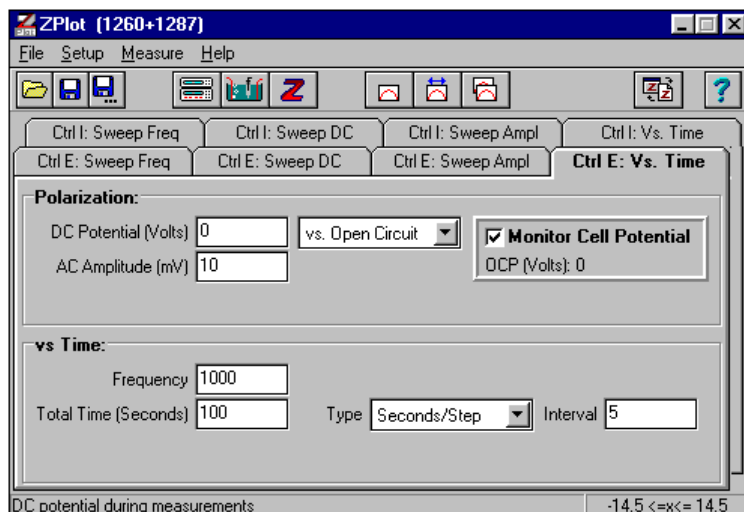 ZPlot (1260+1287)
File Setup Measure Help
Ctrl I: Sweep Freq Ctrl I: Sweep DC Ctrl I: Sweep Ampl Ctrl I: Vs. Time
Ctrl E: Sweep Freq Ctrl E: Sweep DC Ctrl E: Sweep Ampl Ctrl E: Vs. Time
Polarization:
DC Potential (Volts) 0 vs. Open Circuit Monitor Cell Potential
AC Amplitude (mV) 10 OCP (Volts): 0
vs Time:
Frequency 1000
Total Time (Seconds) 100 Type Seconds/Step Interval 5
DC potential during measurements -14.5 <=x<= 14.5